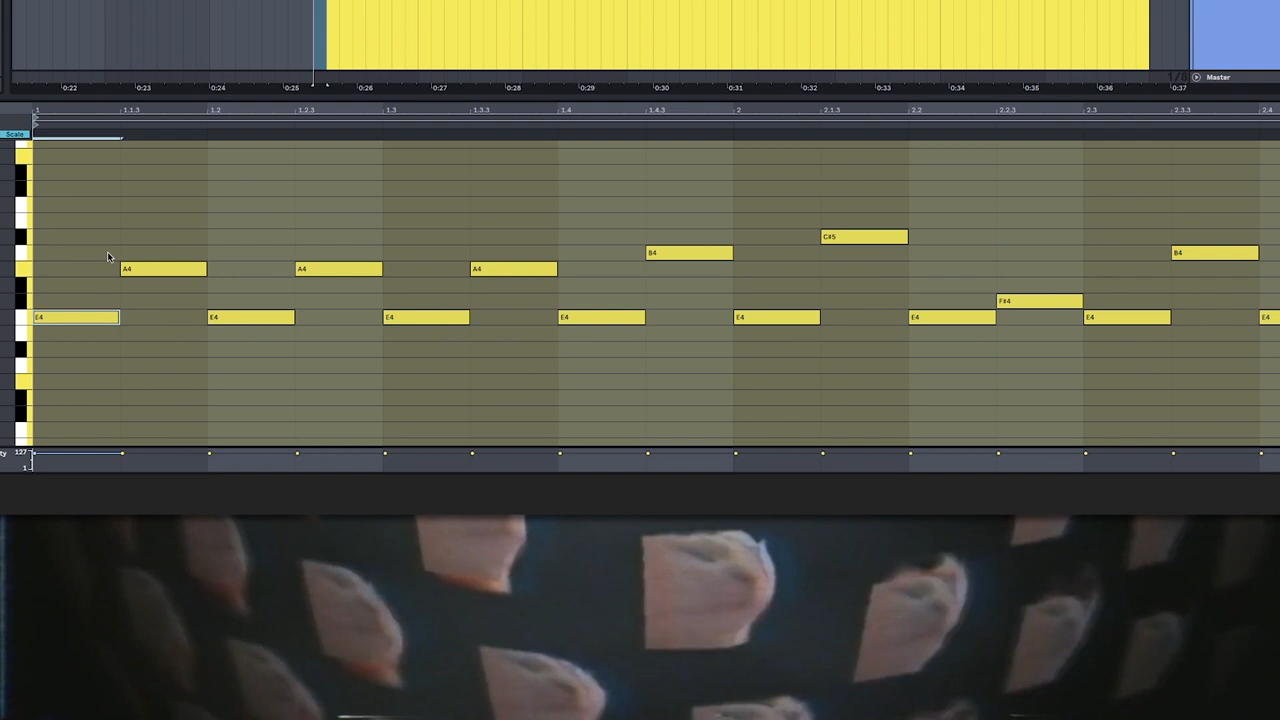 1/8 Master
0:22 0:23 0:24 0:25 0:26 0:27 0:28 0:29 0:30 0:31 0:32 0:33 0:34 0:35 0:36 0:37
1 1.1.3 1.2 1.2.3 1.3 1.3.3 1.4 1.4.3 2 2.1.3 2.2 2.2.3 2.3 2.3.3 2.4
Scale
C#5
B4 B4
A4 A4 A4
F#4
E4 E4 E4 E4 E4 E4 E4 E4
ty 127
1